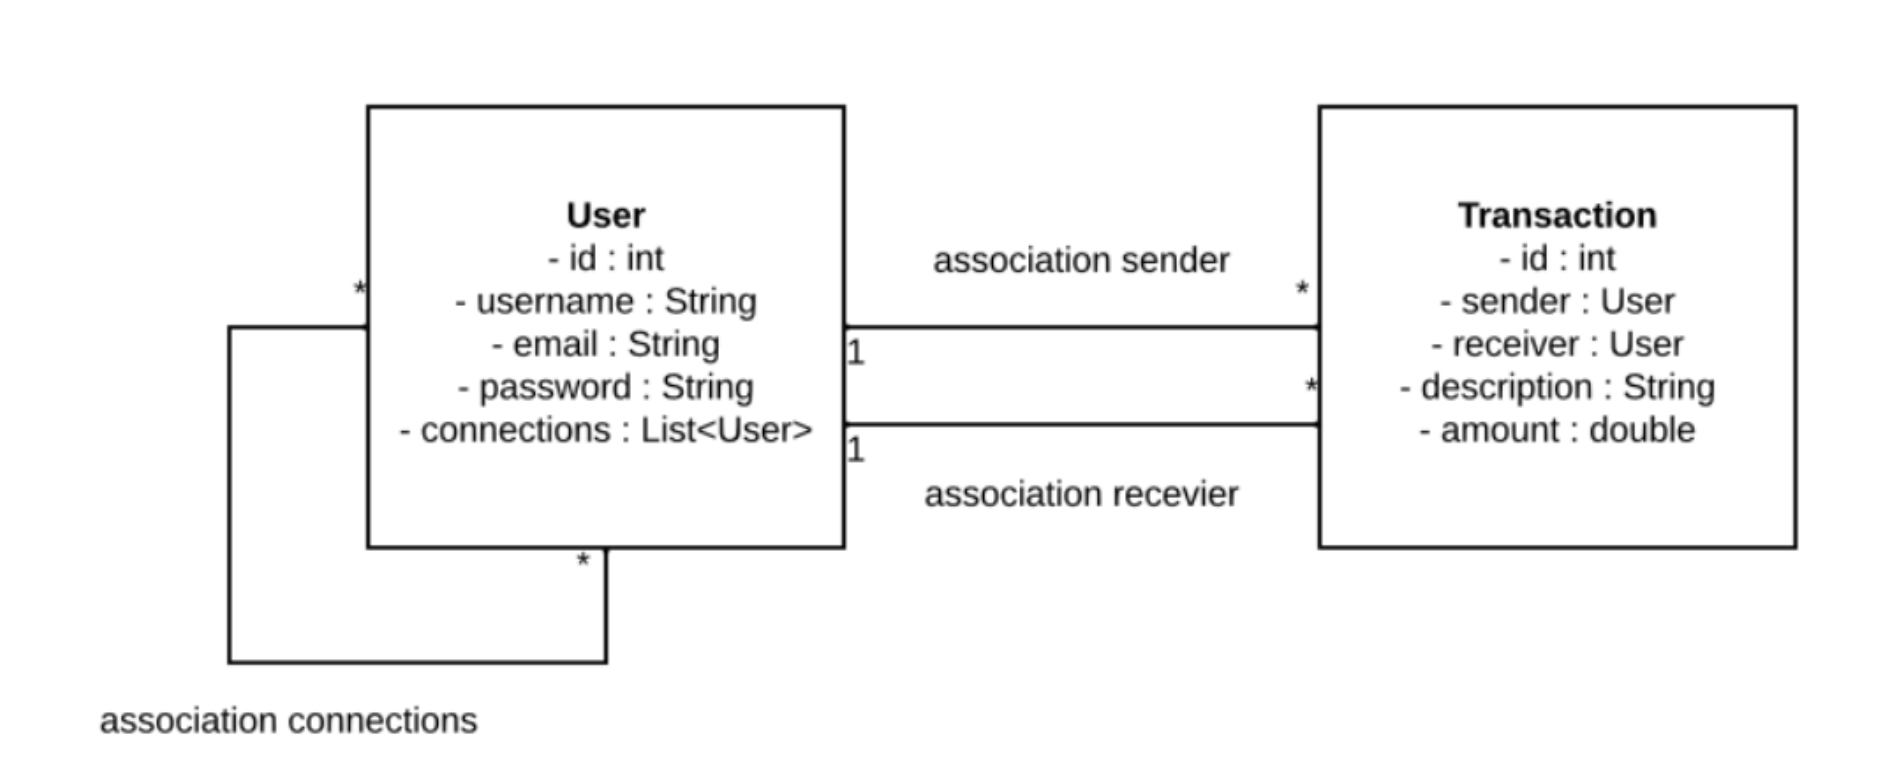 User
- id : int
- username : String
- email : String
- password : String
- connections : List<User>
*
*
association connections
association sender
1
*
1
*
association recevier
Transaction
- id : int
- sender : User
- receiver : User
- description : String
- amount : double